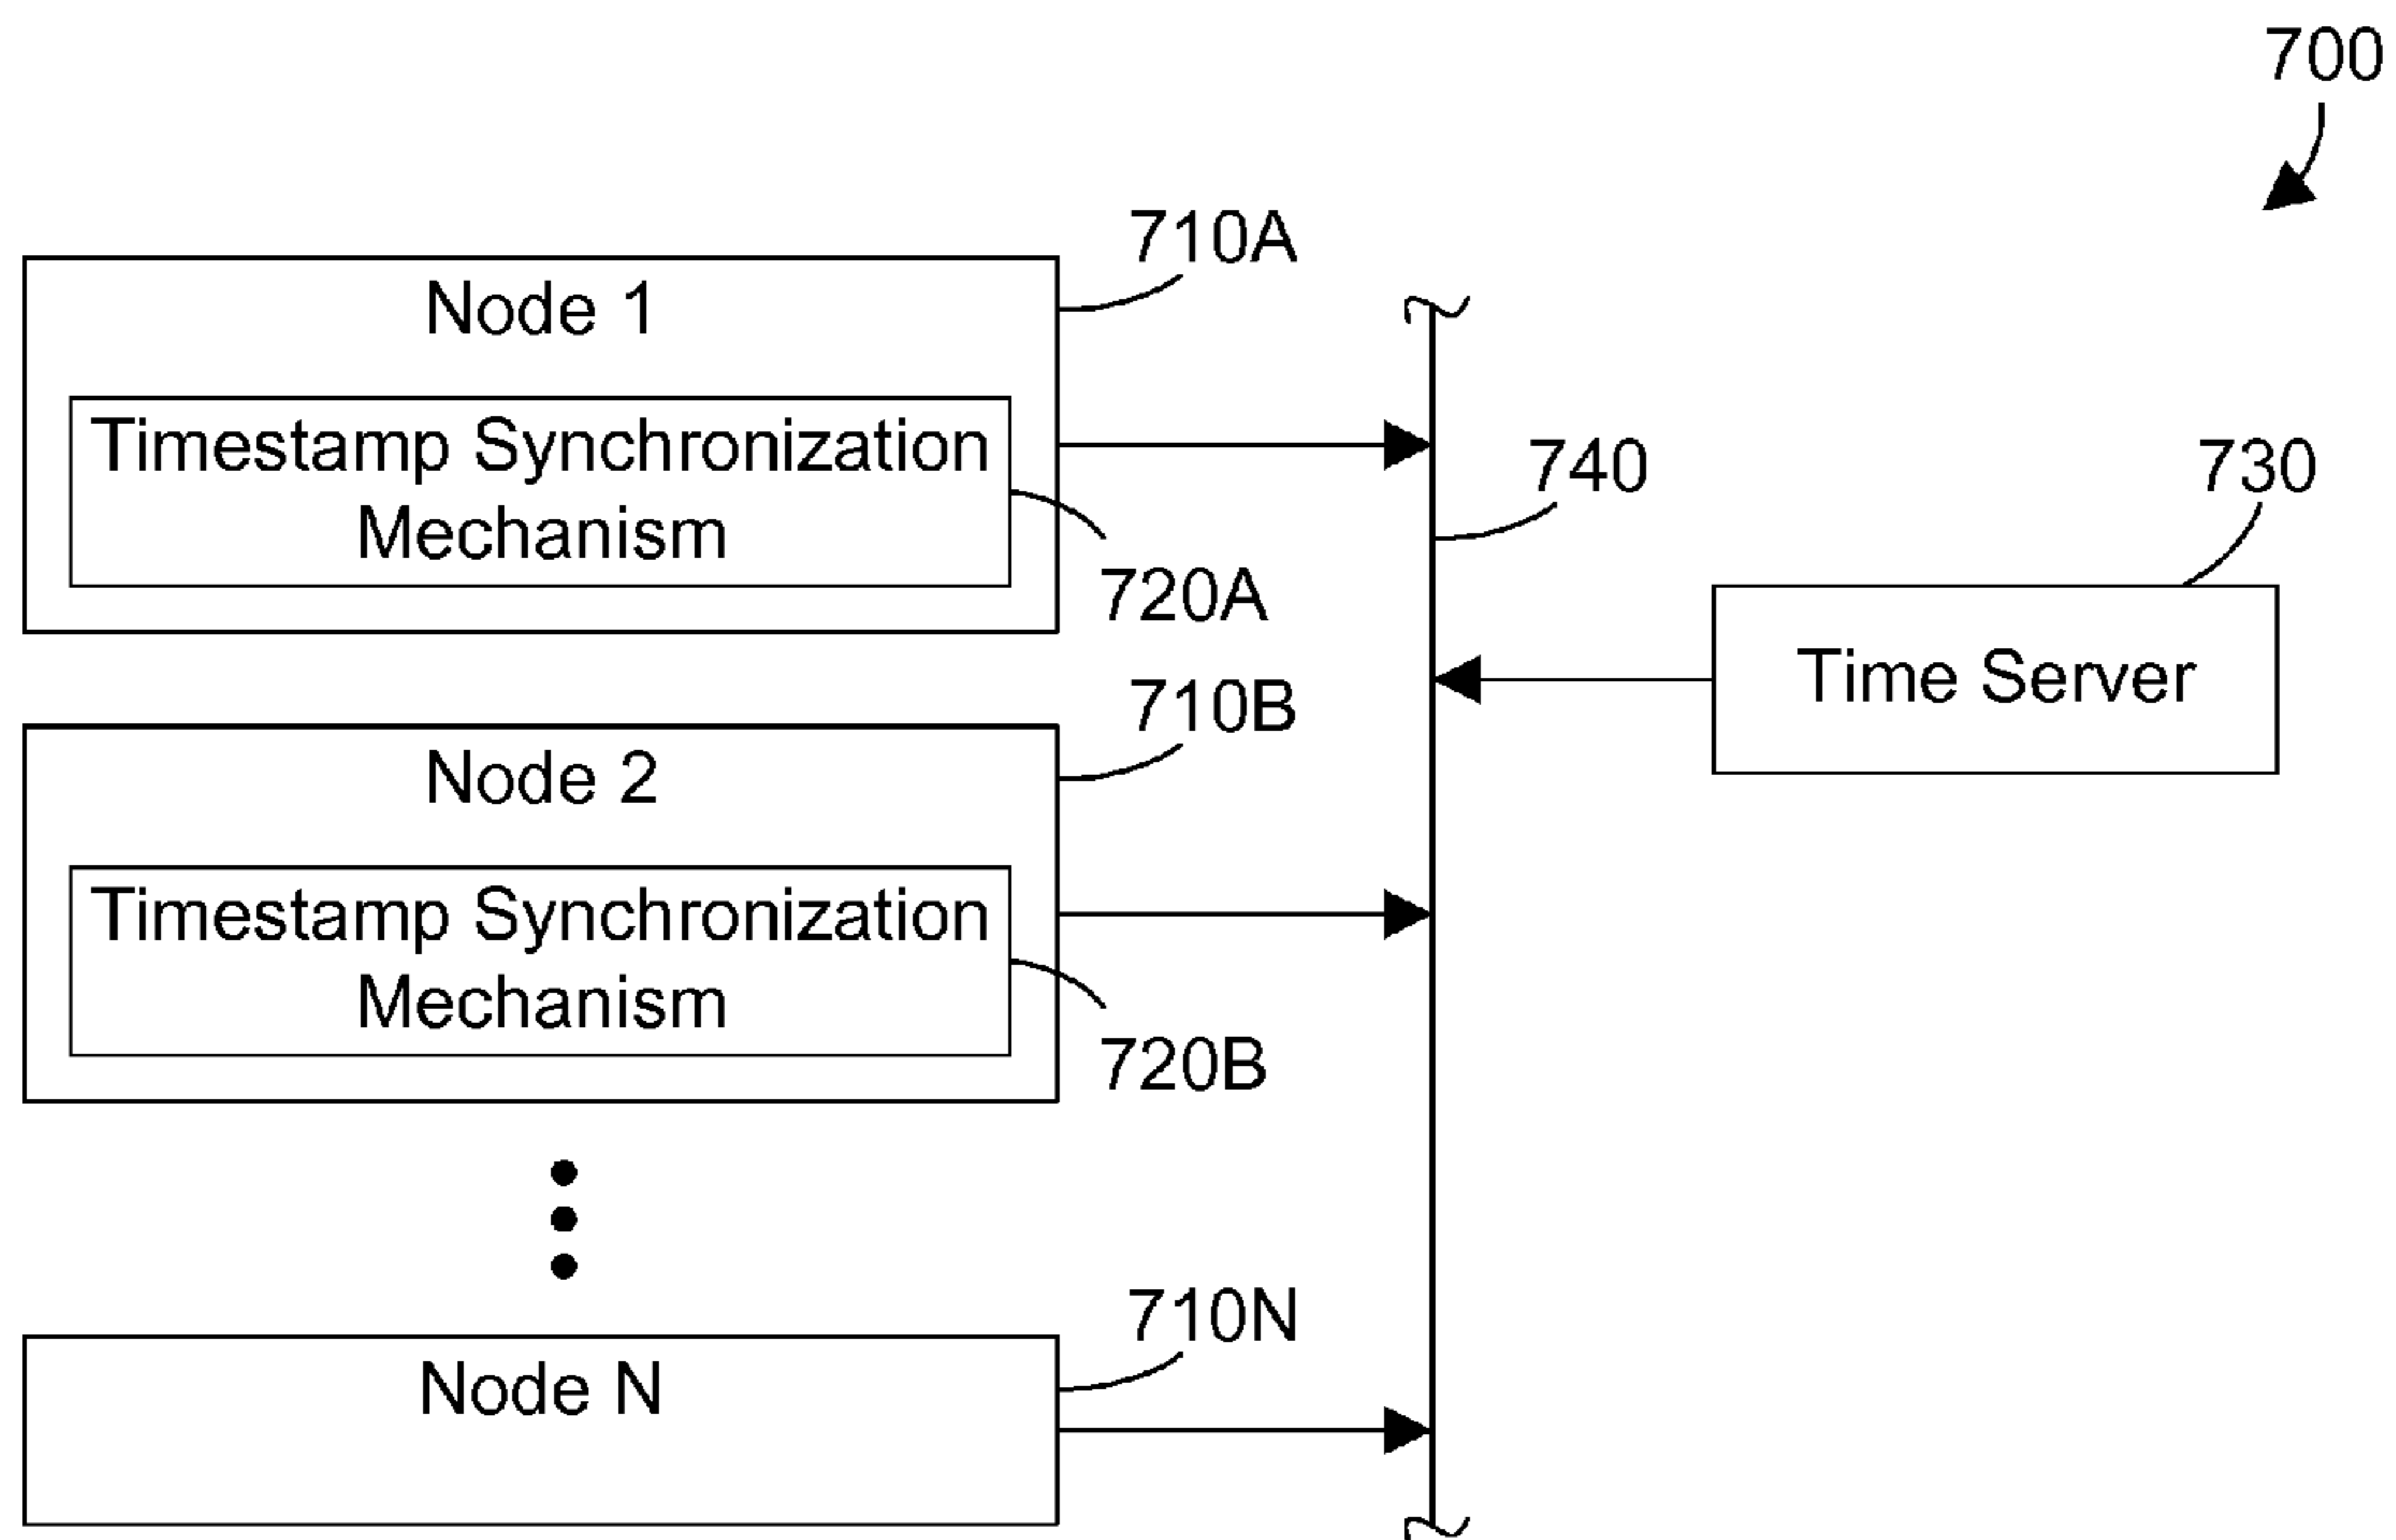 700
710A
Node 1
Timestamp Synchronization
Mechanism
720A
740
730
Time Server
710B
Node 2
Timestamp Synchronization
Mechanism
720B
710N
Node N